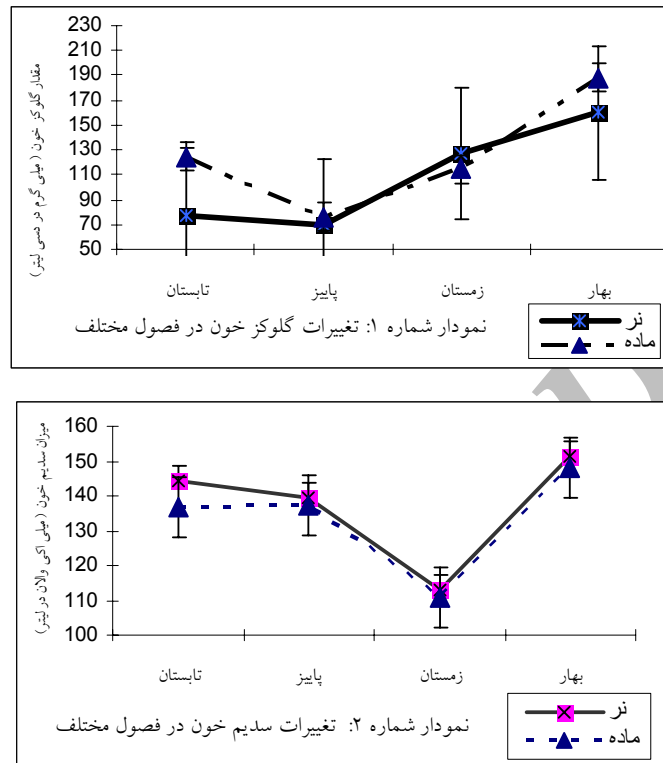 مقدار گلوکز خون ( میلی گرم در دسی لیتر)
230
210
190
170
150
130
110
90
70
50
تابستان
پاییز
زمستان
بهار
نر
ماده
نمودار شماره ۱: تغییرات گلوکز خون در فصول مختلف
میزان سدیم خون ( میلی اکی والان در لیتر)
160
150
140
130
120
110
100
تابستان
پاییز
زمستان
بهار
نر
ماده
نمودار شماره ۲: تغییرات سدیم خون در فصول مختلف